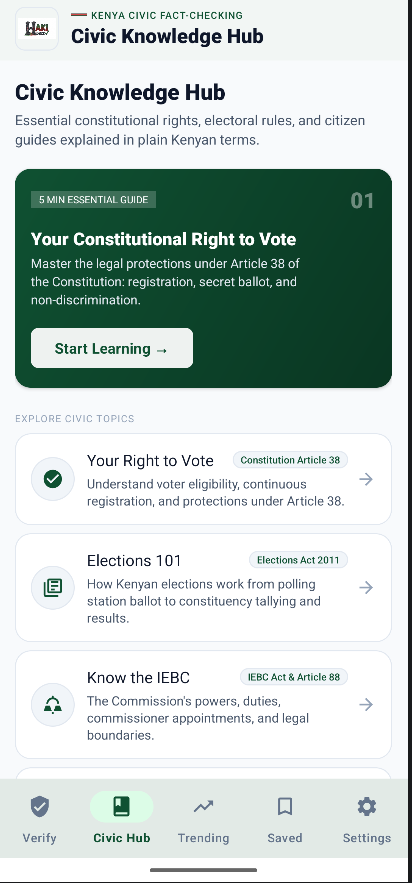 HAKI
KENYA CIVIC FACT-CHECKING
Civic Knowledge Hub
Civic Knowledge Hub
Essential constitutional rights, electoral rules, and citizen
guides explained in plain Kenyan terms.
5 MIN ESSENTIAL GUIDE
01
Your Constitutional Right to Vote
Master the legal protections under Article 38 of
the Constitution: registration, secret ballot, and
non-discrimination.
Start Learning →
EXPLORE CIVIC TOPICS
Your Right to Vote
Constitution Article 38
Understand voter eligibility, continuous
registration, and protections under Article 38.
Elections 101
Elections Act 2011
How Kenyan elections work from polling
station ballot to constituency tallying and
results.
Know the IEBC
IEBC Act & Article 88
The Commission's powers, duties,
commissioner appointments, and legal
boundaries.
Verify
Civic Hub
Trending
Saved
Settings